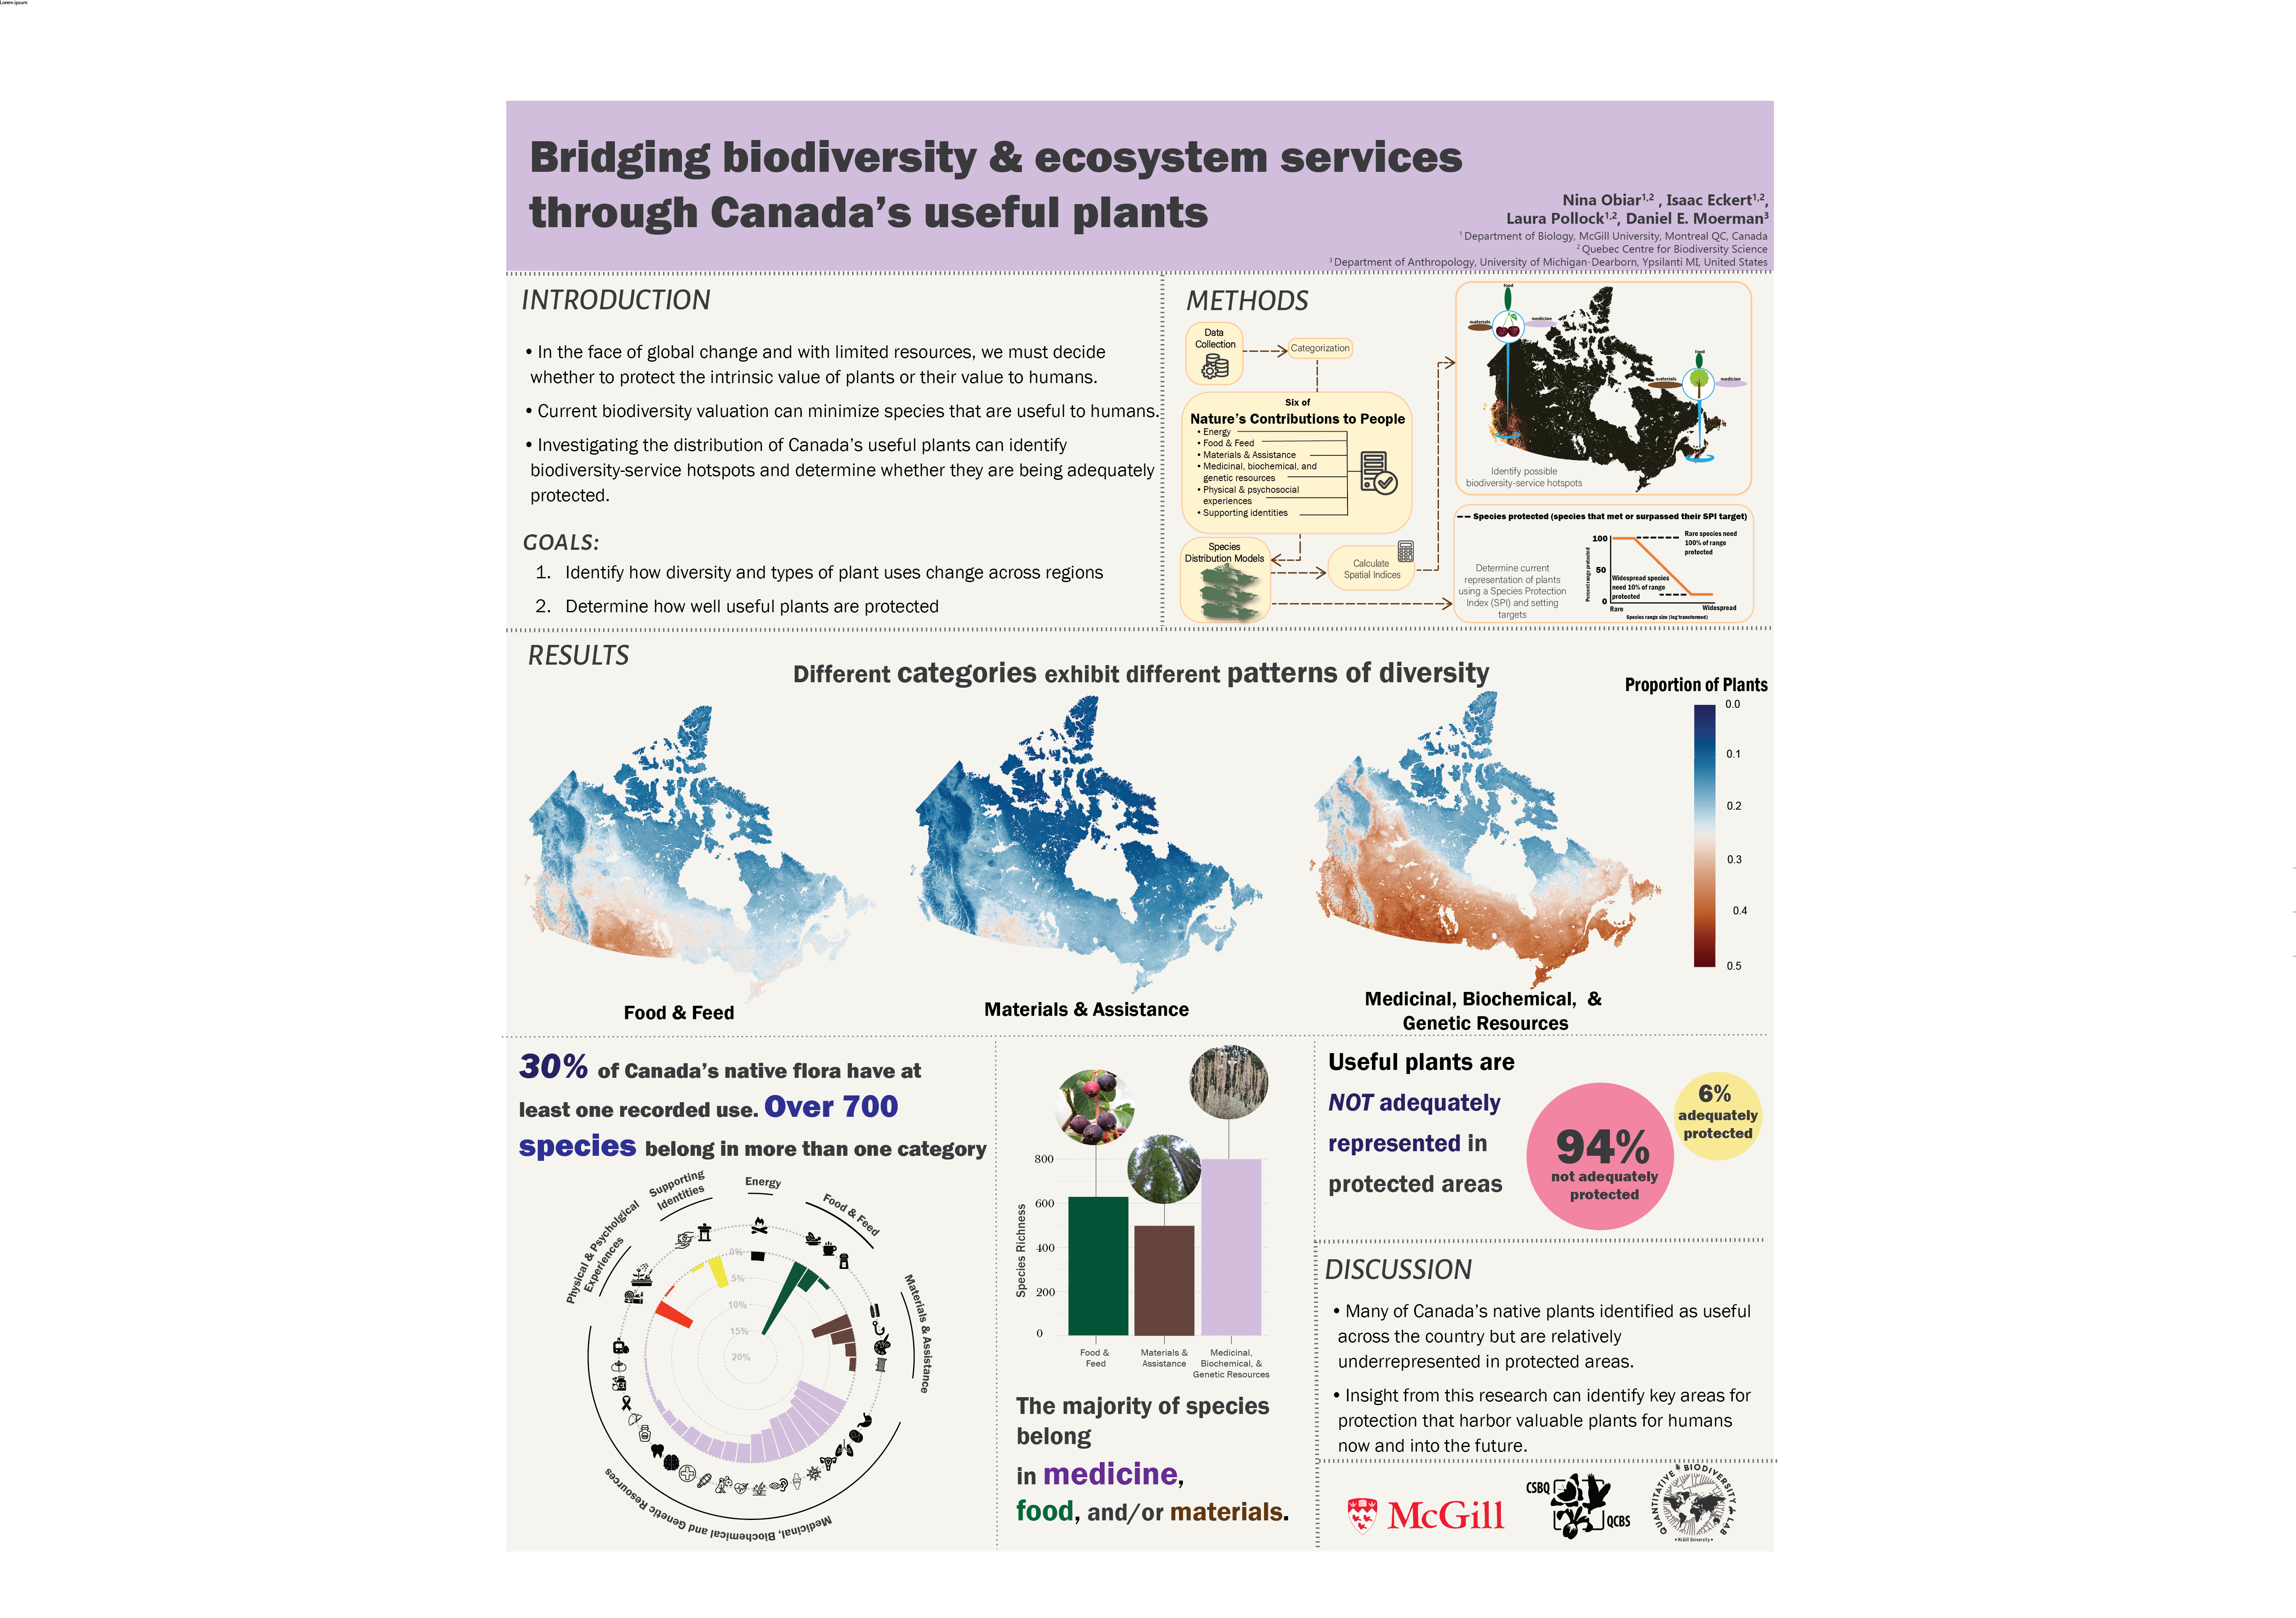 Lorem ipsum
Bridging biodiversity & ecosystem services
through Canada's useful plants
Nina Obiar1,2 , Isaac Eckert1,2,
Laura Pollock1,2, Daniel E. Moerman3
1 Department of Biology, McGill University, Montreal QC, Canada
2 Quebec Centre for Biodiversity Science
3 Department of Anthropology, University of Michigan-Dearborn, Ypsilanti MI, United States
INTRODUCTION
• In the face of global change and with limited resources, we must decide
whether to protect the intrinsic value of plants or their value to humans.
• Current biodiversity valuation can minimize species that are useful to humans.
• Investigating the distribution of Canada's useful plants can identify
biodiversity-service hotspots and determine whether they are being adequately
protected.
GOALS:
1. Identify how diversity and types of plant uses change across regions
2. Determine how well useful plants are protected
METHODS
Data
Collection
Categorization
Six of
Nature's Contributions to People
• Energy
• Food & Feed
• Materials & Assistance
• Medicinal, biochemical, and
genetic resources
• Physical & psychosocial
experiences
• Supporting identities
Species
Distribution Models
Calculate
Spatial Indices
food
materials
medicine
food
materials
medicine
Identify possible
biodiversity-service hotspots
Species protected (species that met or surpassed their SPI target)
Determine current
representation of plants
using a Species Protection
Index (SPI) and setting
targets
Percent range protected
100
50
0
Rare species need
100% of range
protected
Widespread species
need 10% of range
protected
Rare
Widespread
Species range size (log transformed)
RESULTS
Different categories exhibit different patterns of diversity
Proportion of Plants
0.0
0.1
0.2
0.3
0.4
0.5
Food & Feed
Materials & Assistance
Medicinal, Biochemical, &
Genetic Resources
30% of Canada's native flora have at
least one recorded use. Over 700
species belong in more than one category
Supporting
Identities
Energy
Food & Feed
Materials & Assistance
Medicinal, Biochemical and Genetic Resources
Physical & Psycholgical
Experiences
0%
5%
10%
15%
20%
Species Richness
800
600
400
200
0
Food &
Feed
Materials &
Assistance
Medicinal,
Biochemical, &
Genetic Resources
The majority of species
belong
in medicine,
food, and/or materials.
Useful plants are
NOT adequately
represented in
protected areas
94%
not adequately
protected
6%
adequately
protected
DISCUSSION
• Many of Canada's native plants identified as useful
across the country but are relatively
underrepresented in protected areas.
• Insight from this research can identify key areas for
protection that harbor valuable plants for humans
now and into the future.
McGill
CSBQ
QCBS
QUANTITATIVE BIODIVERSITY LAB
• McGill University •